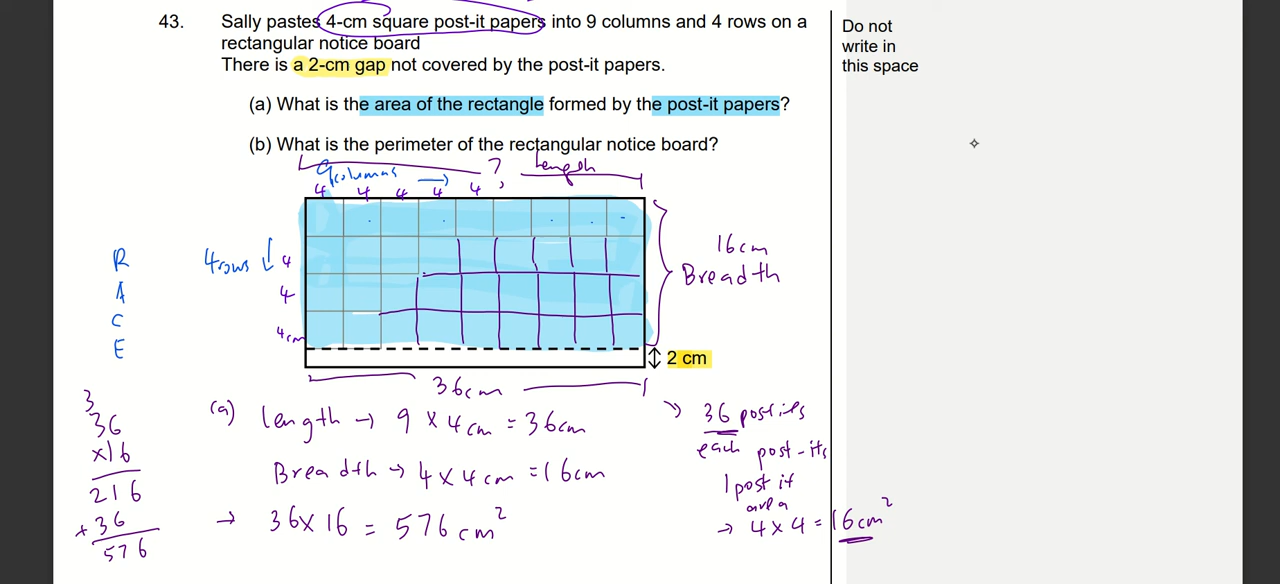 43. Sally pastes 4-cm square post-it papers into 9 columns and 4 rows on a
rectangular notice board
There is a 2-cm gap not covered by the post-it papers.
(a) What is the area of the rectangle formed by the post-it papers?
(b) What is the perimeter of the rectangular notice board?
Do not
write in
this space
? Length
9 columns →
4 4 4 4 4
4 rows ↓ 4
4
4cm
16cm
Breadth
2 cm
36cm
R
A
C
E
3
36
x16
216
+36
576
(a) length → 9 x 4cm = 36cm
Breadth → 4 x 4cm = 16cm
→ 36 x 16 = 576 cm²
→ 36 post its
each post-its
1 post it
area
→ 4 x 4 = 16cm²